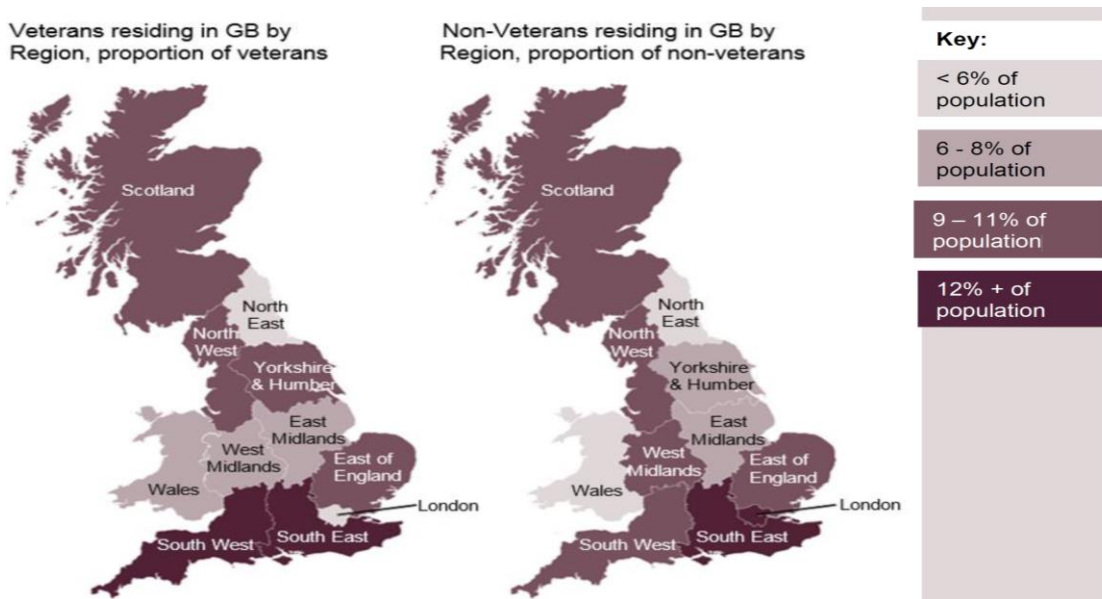 Veterans residing in GB by
Region, proportion of veterans
Scotland
North
East
North
West
Yorkshire
& Humber
East
Midlands
West
Midlands
East of
England
Wales
London
South West
South East
Non-Veterans residing in GB by
Region, proportion of non-veterans
Scotland
North
East
North
West
Yorkshire
& Humber
East
Midlands
West
Midlands
East of
England
Wales
London
South West
South East
Key:
< 6% of
population
6 - 8% of
population
9 – 11% of
population
12% + of
population